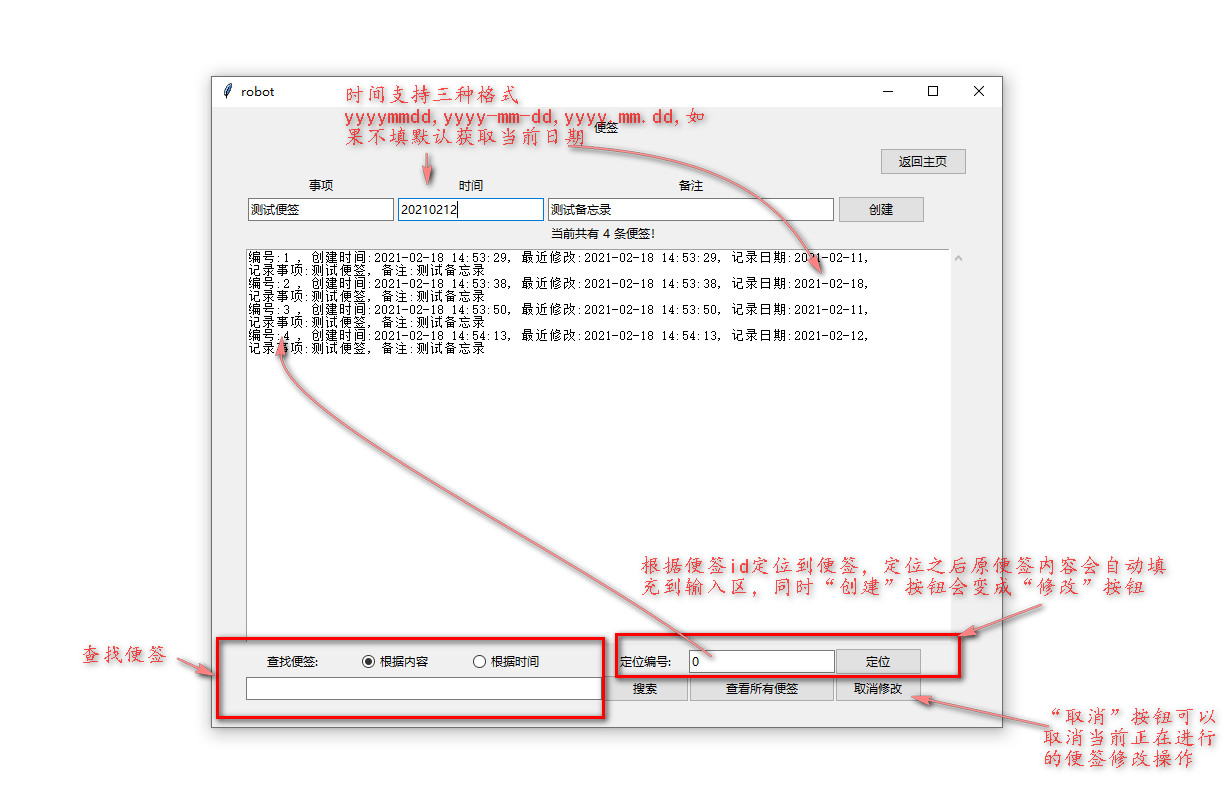 robot
时间支持三种格式
yyyymmdd,yyyy-mm-dd,yyyy.mm.dd,如
果不填默认获取当前日期
便签
返回主页
事项 时间 备注
测试便签 20210212 测试备忘录 创建
当前共有 4 条便签!
编号:1 , 创建时间:2021-02-18 14:53:29, 最近修改:2021-02-18 14:53:29, 记录日期:2021-02-11,
记录事项:测试便签, 备注:测试备忘录
编号:2 , 创建时间:2021-02-18 14:53:38, 最近修改:2021-02-18 14:53:38, 记录日期:2021-02-18,
记录事项:测试便签, 备注:测试备忘录
编号:3 , 创建时间:2021-02-18 14:53:50, 最近修改:2021-02-18 14:53:50, 记录日期:2021-02-11,
记录事项:测试便签, 备注:测试备忘录
编号:4 , 创建时间:2021-02-18 14:54:13, 最近修改:2021-02-18 14:54:13, 记录日期:2021-02-12,
记录事项:测试便签, 备注:测试备忘录
根据便签id定位到便签，定位之后原便签内容会自动填
充到输入区，同时“创建”按钮会变成“修改”按钮
查找便签
查找便签: 根据内容 根据时间 定位编号: 0 定位
搜索 查看所有便签 取消修改
“取消”按钮可以
取消当前正在进行
的便签修改操作